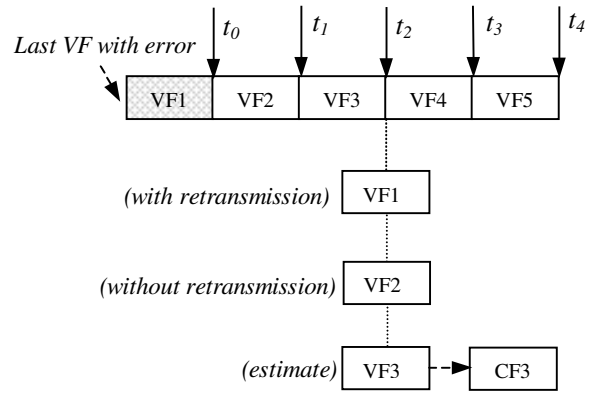 t0 t1 t2 t3 t4
Last VF with error
VF1 VF2 VF3 VF4 VF5
(with retransmission) VF1
(without retransmission) VF2
(estimate) VF3 CF3